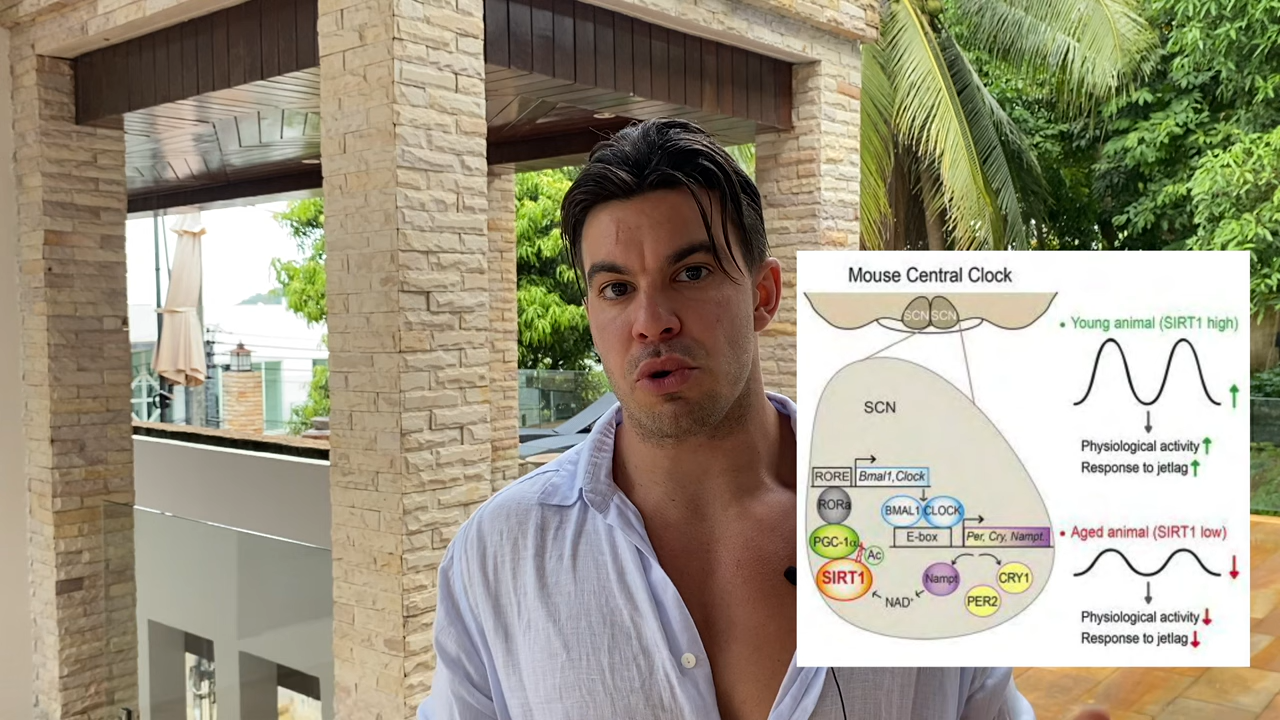 Mouse Central Clock
SCN SCN
• Young animal (SIRT1 high)
SCN
Physiological activity
Response to jetlag
RORE Bmal1,Clock
RORa
BMAL1 CLOCK
PGC-1α
Ac
E-box
Per, Cry, Nampt..
• Aged animal (SIRT1 low)
SIRT1
Nampt
CRY1
NAD+
PER2
Physiological activity
Response to jetlag